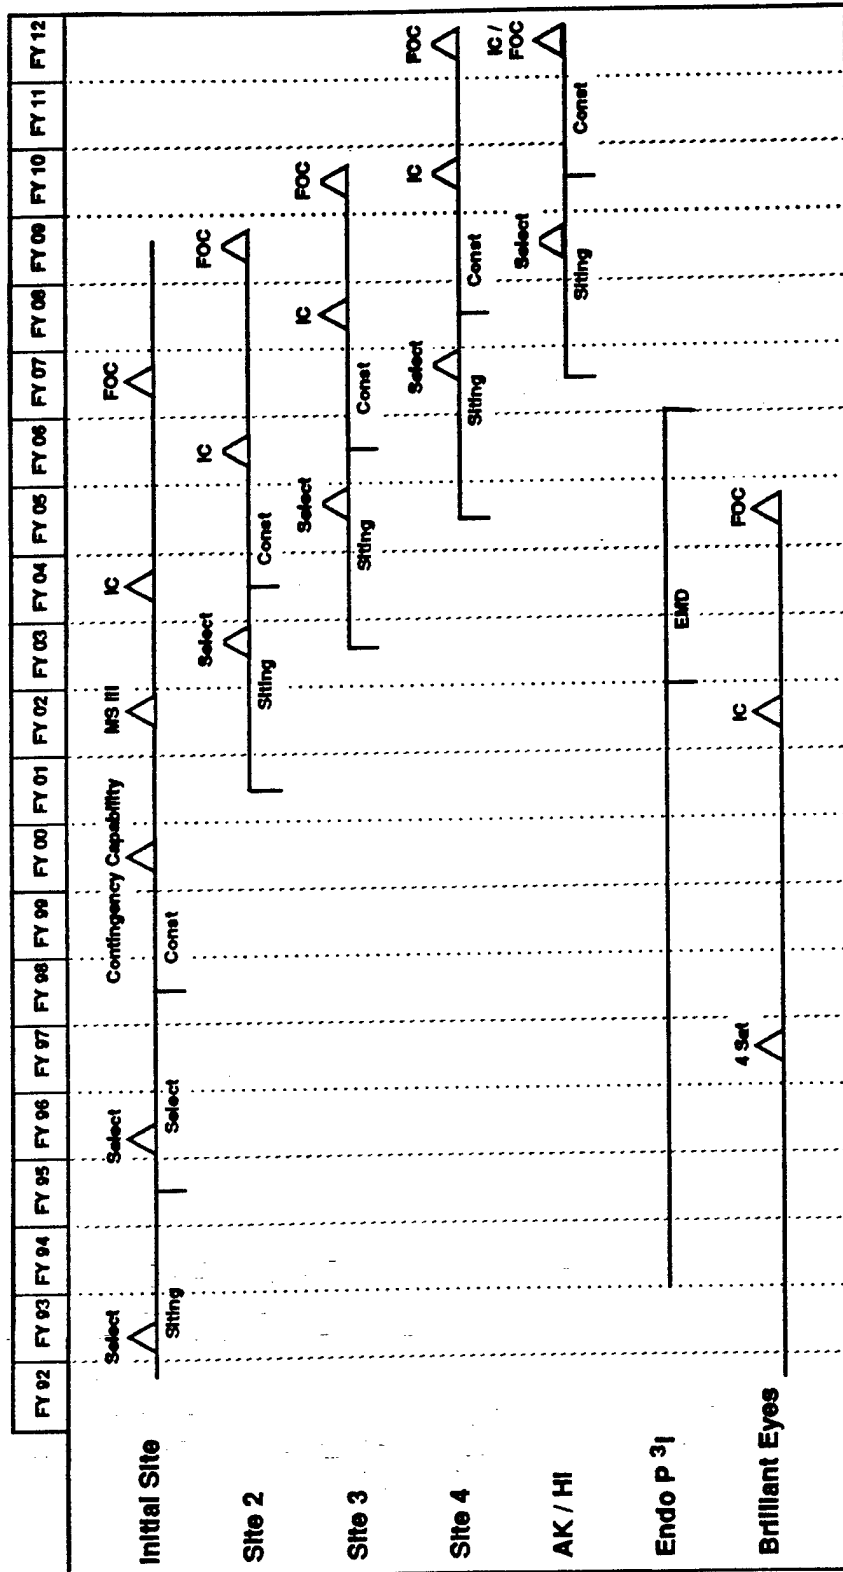 FY 92 FY 93 FY 94 FY 95 FY 96 FY 97 FY 98 FY 99 FY 00 FY 01 FY 02 FY 03 FY 04 FY 05 FY 06 FY 07 FY 08 FY 09 FY 10 FY 11 FY 12
Initial Site
Select
Select
Contingency Capability
MS III
IC
FOC
Siting
Select
Const
Site 2
Select
IC
FOC
Siting
Const
Site 3
Select
IC
FOC
Siting
Const
Site 4
Select
IC
FOC
Siting
Const
AK / HI
Select
IC /
FOC
Siting
Const
Endo P 3I
EMD
Brilliant Eyes
4 Sat
IC
FOC